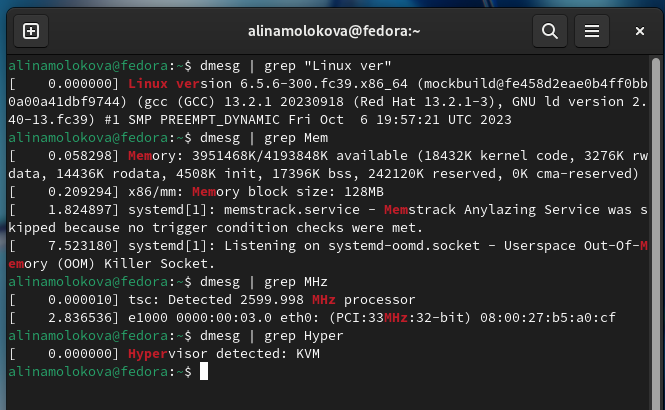 alinamolokova@fedora:~
alinamolokova@fedora:~$ dmesg | grep "Linux ver"
[    0.000000] Linux version 6.5.6-300.fc39.x86_64 (mockbuild@fe458d2eae0b4ff0bb
0a00a41dbf9744) (gcc (GCC) 13.2.1 20230918 (Red Hat 13.2.1-3), GNU ld version 2.
40-13.fc39) #1 SMP PREEMPT_DYNAMIC Fri Oct  6 19:57:21 UTC 2023
alinamolokova@fedora:~$ dmesg | grep Mem
[    0.058298] Memory: 3951468K/4193848K available (18432K kernel code, 3276K rw
data, 14436K rodata, 4508K init, 17396K bss, 242120K reserved, 0K cma-reserved)
[    0.209294] x86/mm: Memory block size: 128MB
[    1.824897] systemd[1]: memstrack.service - Memstrack Anylazing Service was s
kipped because no trigger condition checks were met.
[    7.523180] systemd[1]: Listening on systemd-oomd.socket - Userspace Out-Of-M
emory (OOM) Killer Socket.
alinamolokova@fedora:~$ dmesg | grep MHz
[    0.000010] tsc: Detected 2599.998 MHz processor
[    2.836536] e1000 0000:00:03.0 eth0: (PCI:33MHz:32-bit) 08:00:27:b5:a0:cf
alinamolokova@fedora:~$ dmesg | grep Hyper
[    0.000000] Hypervisor detected: KVM
alinamolokova@fedora:~$